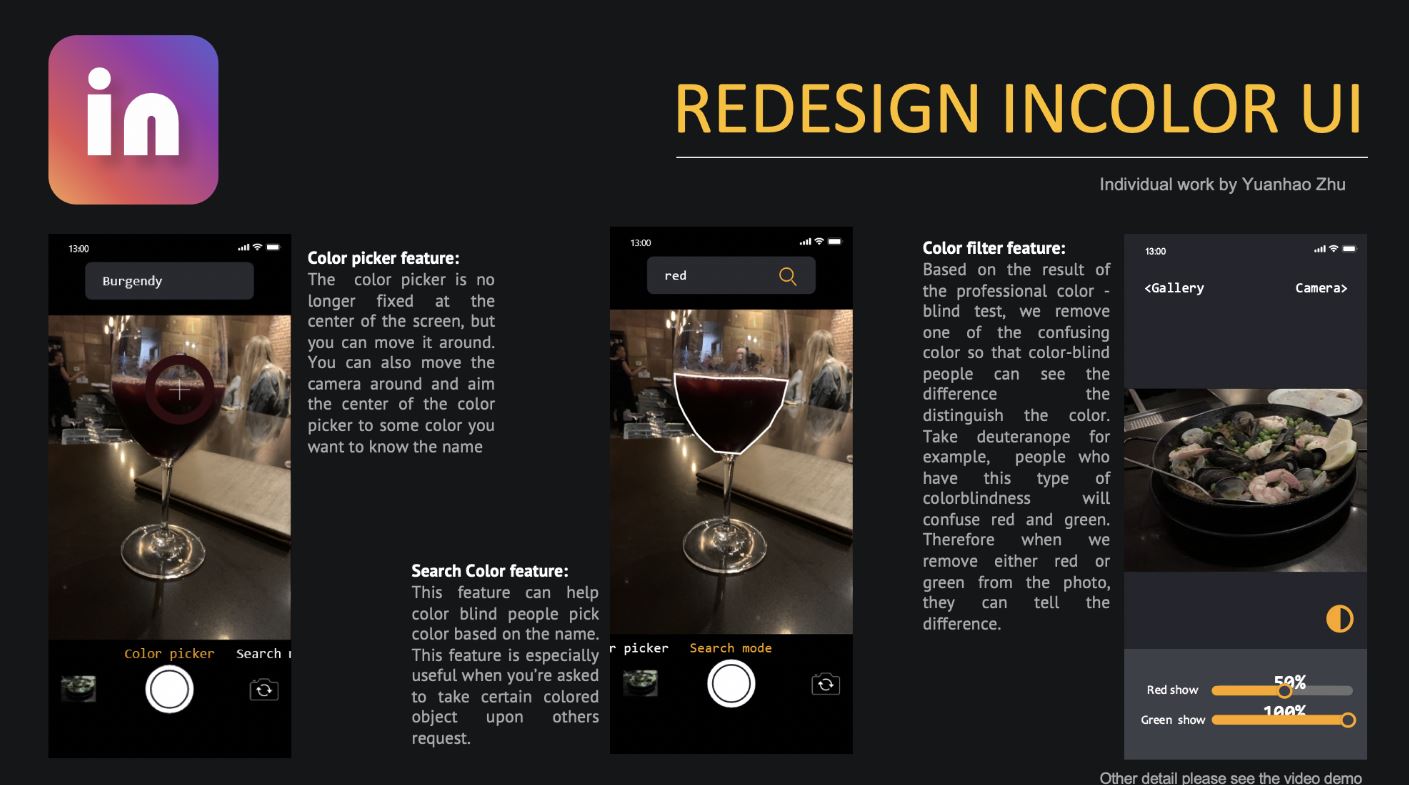 in
REDESIGN INCOLOR UI
Individual work by Yuanhao Zhu
13:00
Burgendy
Color picker
Search
Color picker feature:
The color picker is no
longer fixed at the
center of the screen, but
you can move it around.
You can also move the
camera around and aim
the center of the color
picker to some color you
want to know the name
Search Color feature:
This feature can help
color blind people pick
color based on the name.
This feature is especially
useful when you're asked
to take certain colored
object upon others
request.
13:00
red
r picker
Search mode
Color filter feature:
Based on the result of
the professional color -
blind test, we remove
one of the confusing
color so that color-blind
people can see the
difference the
distinguish the color.
Take deuteranope for
example, people who
have this type of
colorblindness will
confuse red and green.
Therefore when we
remove either red or
green from the photo,
they can tell the
difference.
13:00
<Gallery
Camera>
50%
Red show
100%
Green show
Other detail please see the video demo